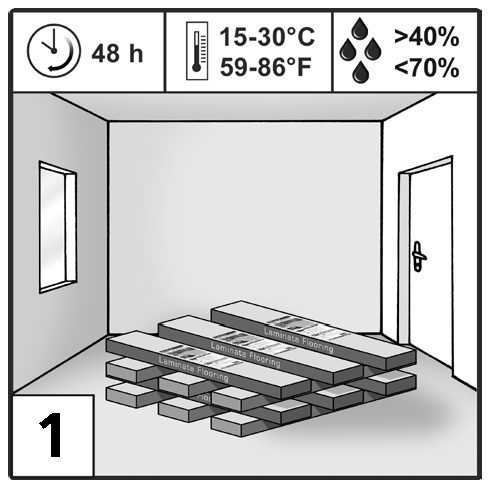 48 h
15-30°C
59-86°F
>40%
<70%
Laminate Flooring
Laminate Flooring
Laminate Flooring
1